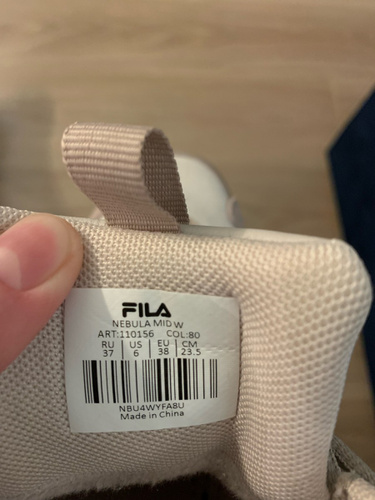 FILA
NEBULA MID W
ART:110156 COL:80
RU US EU CM
37 6 38 23.5
NBU4WYFA8U
Made in China